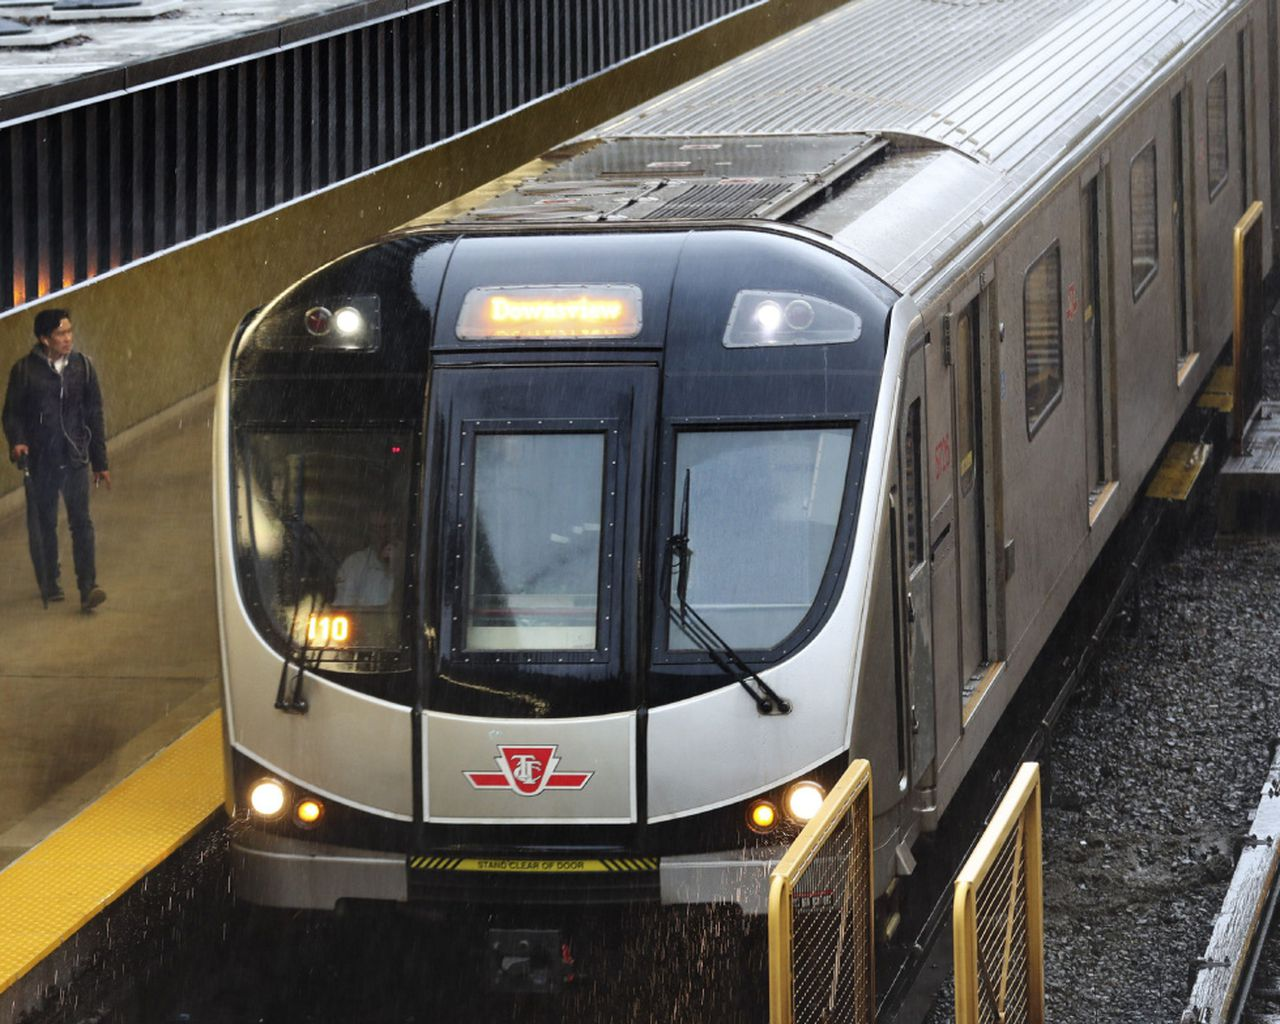 Downsview
110
TTC
STAND CLEAR OF DOOR